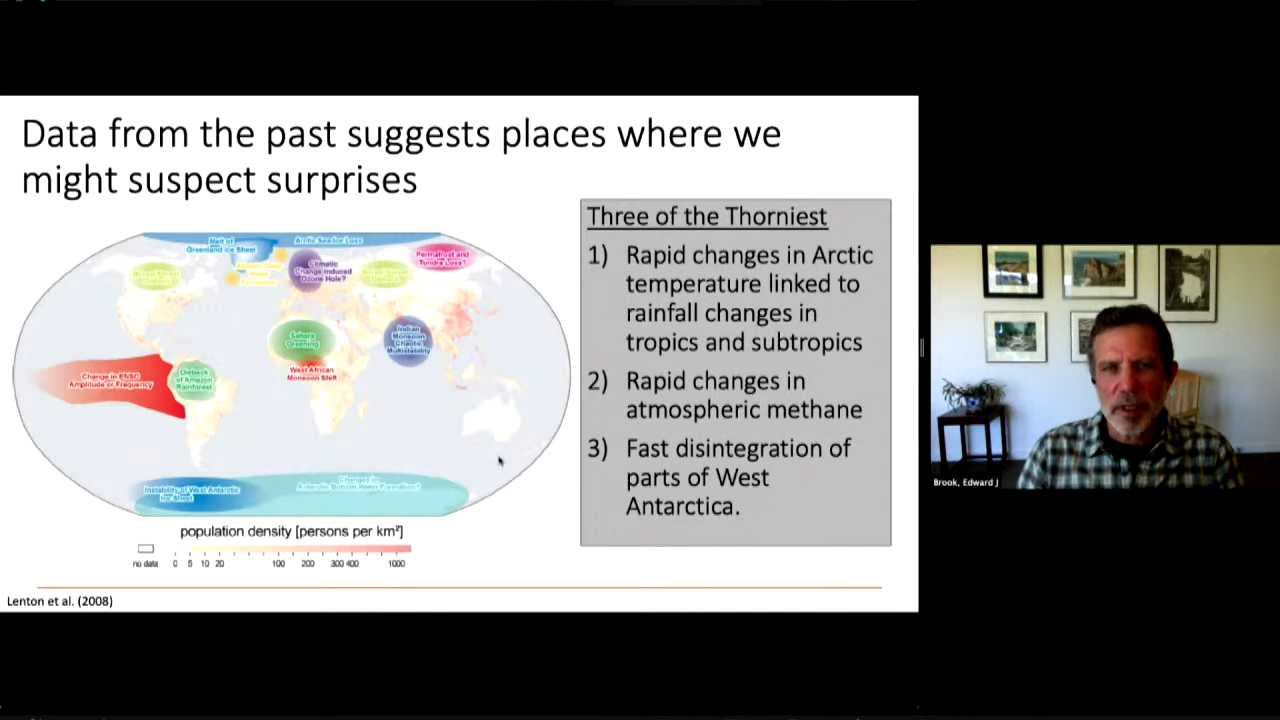 Data from the past suggests places where we
might suspect surprises
Three of the Thorniest
1) Rapid changes in Arctic
temperature linked to
rainfall changes in
tropics and subtropics
2) Rapid changes in
atmospheric methane
3) Fast disintegration of
parts of West
Antarctica.
Melt of
Greenland Ice Sheet
Arctic Sea-Ice Loss
Climatic
Change-Induced
Ozone Hole?
Permafrost and
Tundra Loss?
Sahara
Greening
Indian
Monsoon
Chaotic
Multistability
West African
Monsoon Shift
Change in ENSO
Amplitude or Frequency
Dieback
of Amazon
Rainforest
Instability of West Antarctic
Ice Sheet
Changes in
Antarctic Bottom Water Formation?
population density [persons per km²]
no data 0 5 10 20 100 200 300 400 1000
Lenton et al. (2008)
Brook, Edward J